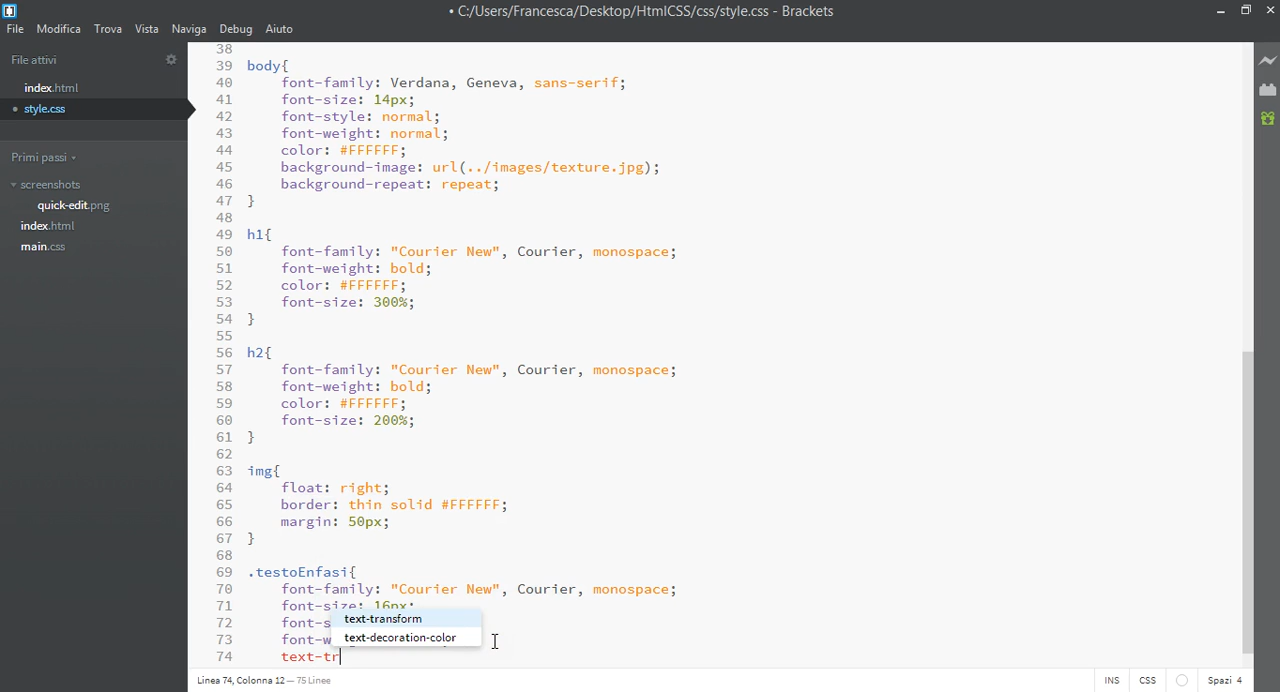 • C:/Users/Francesca/Desktop/HtmlCSS/css/style.css - Brackets
File Modifica Trova Vista Naviga Debug Aiuto
File attivi
index.html
• style.css
Primi passi
screenshots
quick-edit.png
index.html
main.css
38
39 body{
40 font-family: Verdana, Geneva, sans-serif;
41 font-size: 14px;
42 font-style: normal;
43 font-weight: normal;
44 color: #FFFFFF;
45 background-image: url(../images/texture.jpg);
46 background-repeat: repeat;
47 }
48
49 h1{
50 font-family: "Courier New", Courier, monospace;
51 font-weight: bold;
52 color: #FFFFFF;
53 font-size: 300%;
54 }
55
56 h2{
57 font-family: "Courier New", Courier, monospace;
58 font-weight: bold;
59 color: #FFFFFF;
60 font-size: 200%;
61 }
62
63 img{
64 float: right;
65 border: thin solid #FFFFFF;
66 margin: 50px;
67 }
68
69 .testoEnfasi{
70 font-family: "Courier New", Courier, monospace;
71 font-size: 16px;
72 font-s
73 font-w
74 text-tr
text-transform
text-decoration-color
Linea 74, Colonna 12 — 75 Linee INS CSS Spazi 4